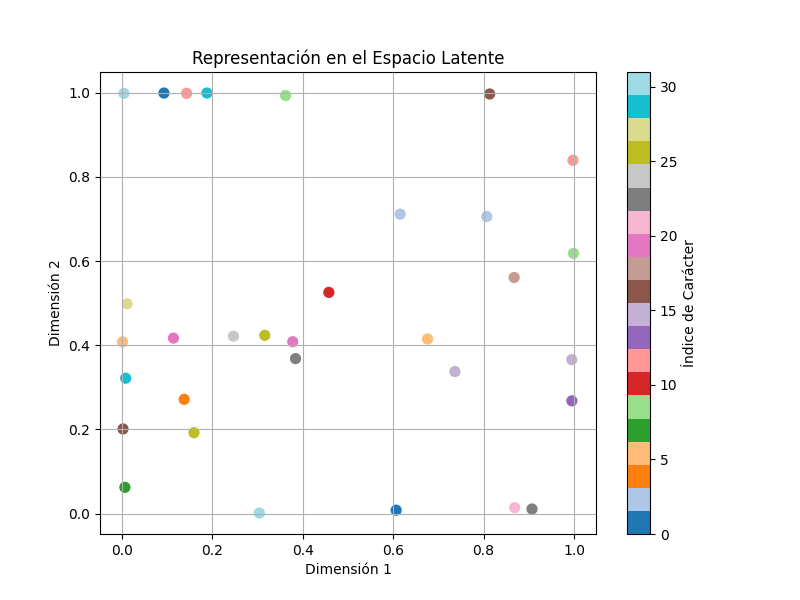 Representación en el Espacio Latente
1.0
0.8
0.6
0.4
0.2
0.0
Dimensión 2
0.0 0.2 0.4 0.6 0.8 1.0
Dimensión 1
30
25
20
15
10
5
0
Índice de Carácter